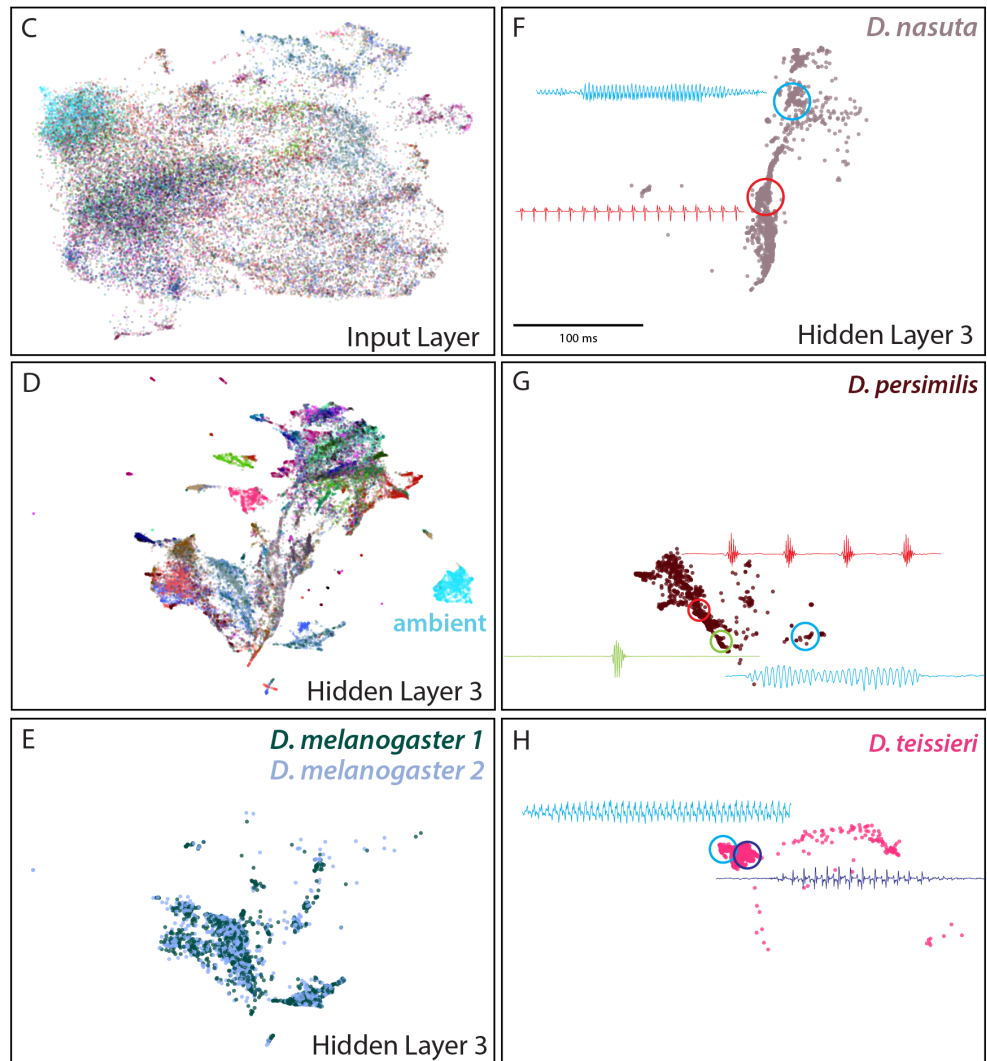 C
Input Layer
D
ambient
Hidden Layer 3
E
D. melanogaster 1
D. melanogaster 2
Hidden Layer 3
F
D. nasuta
100 ms
Hidden Layer 3
G
D. persimilis
H
D. teissieri